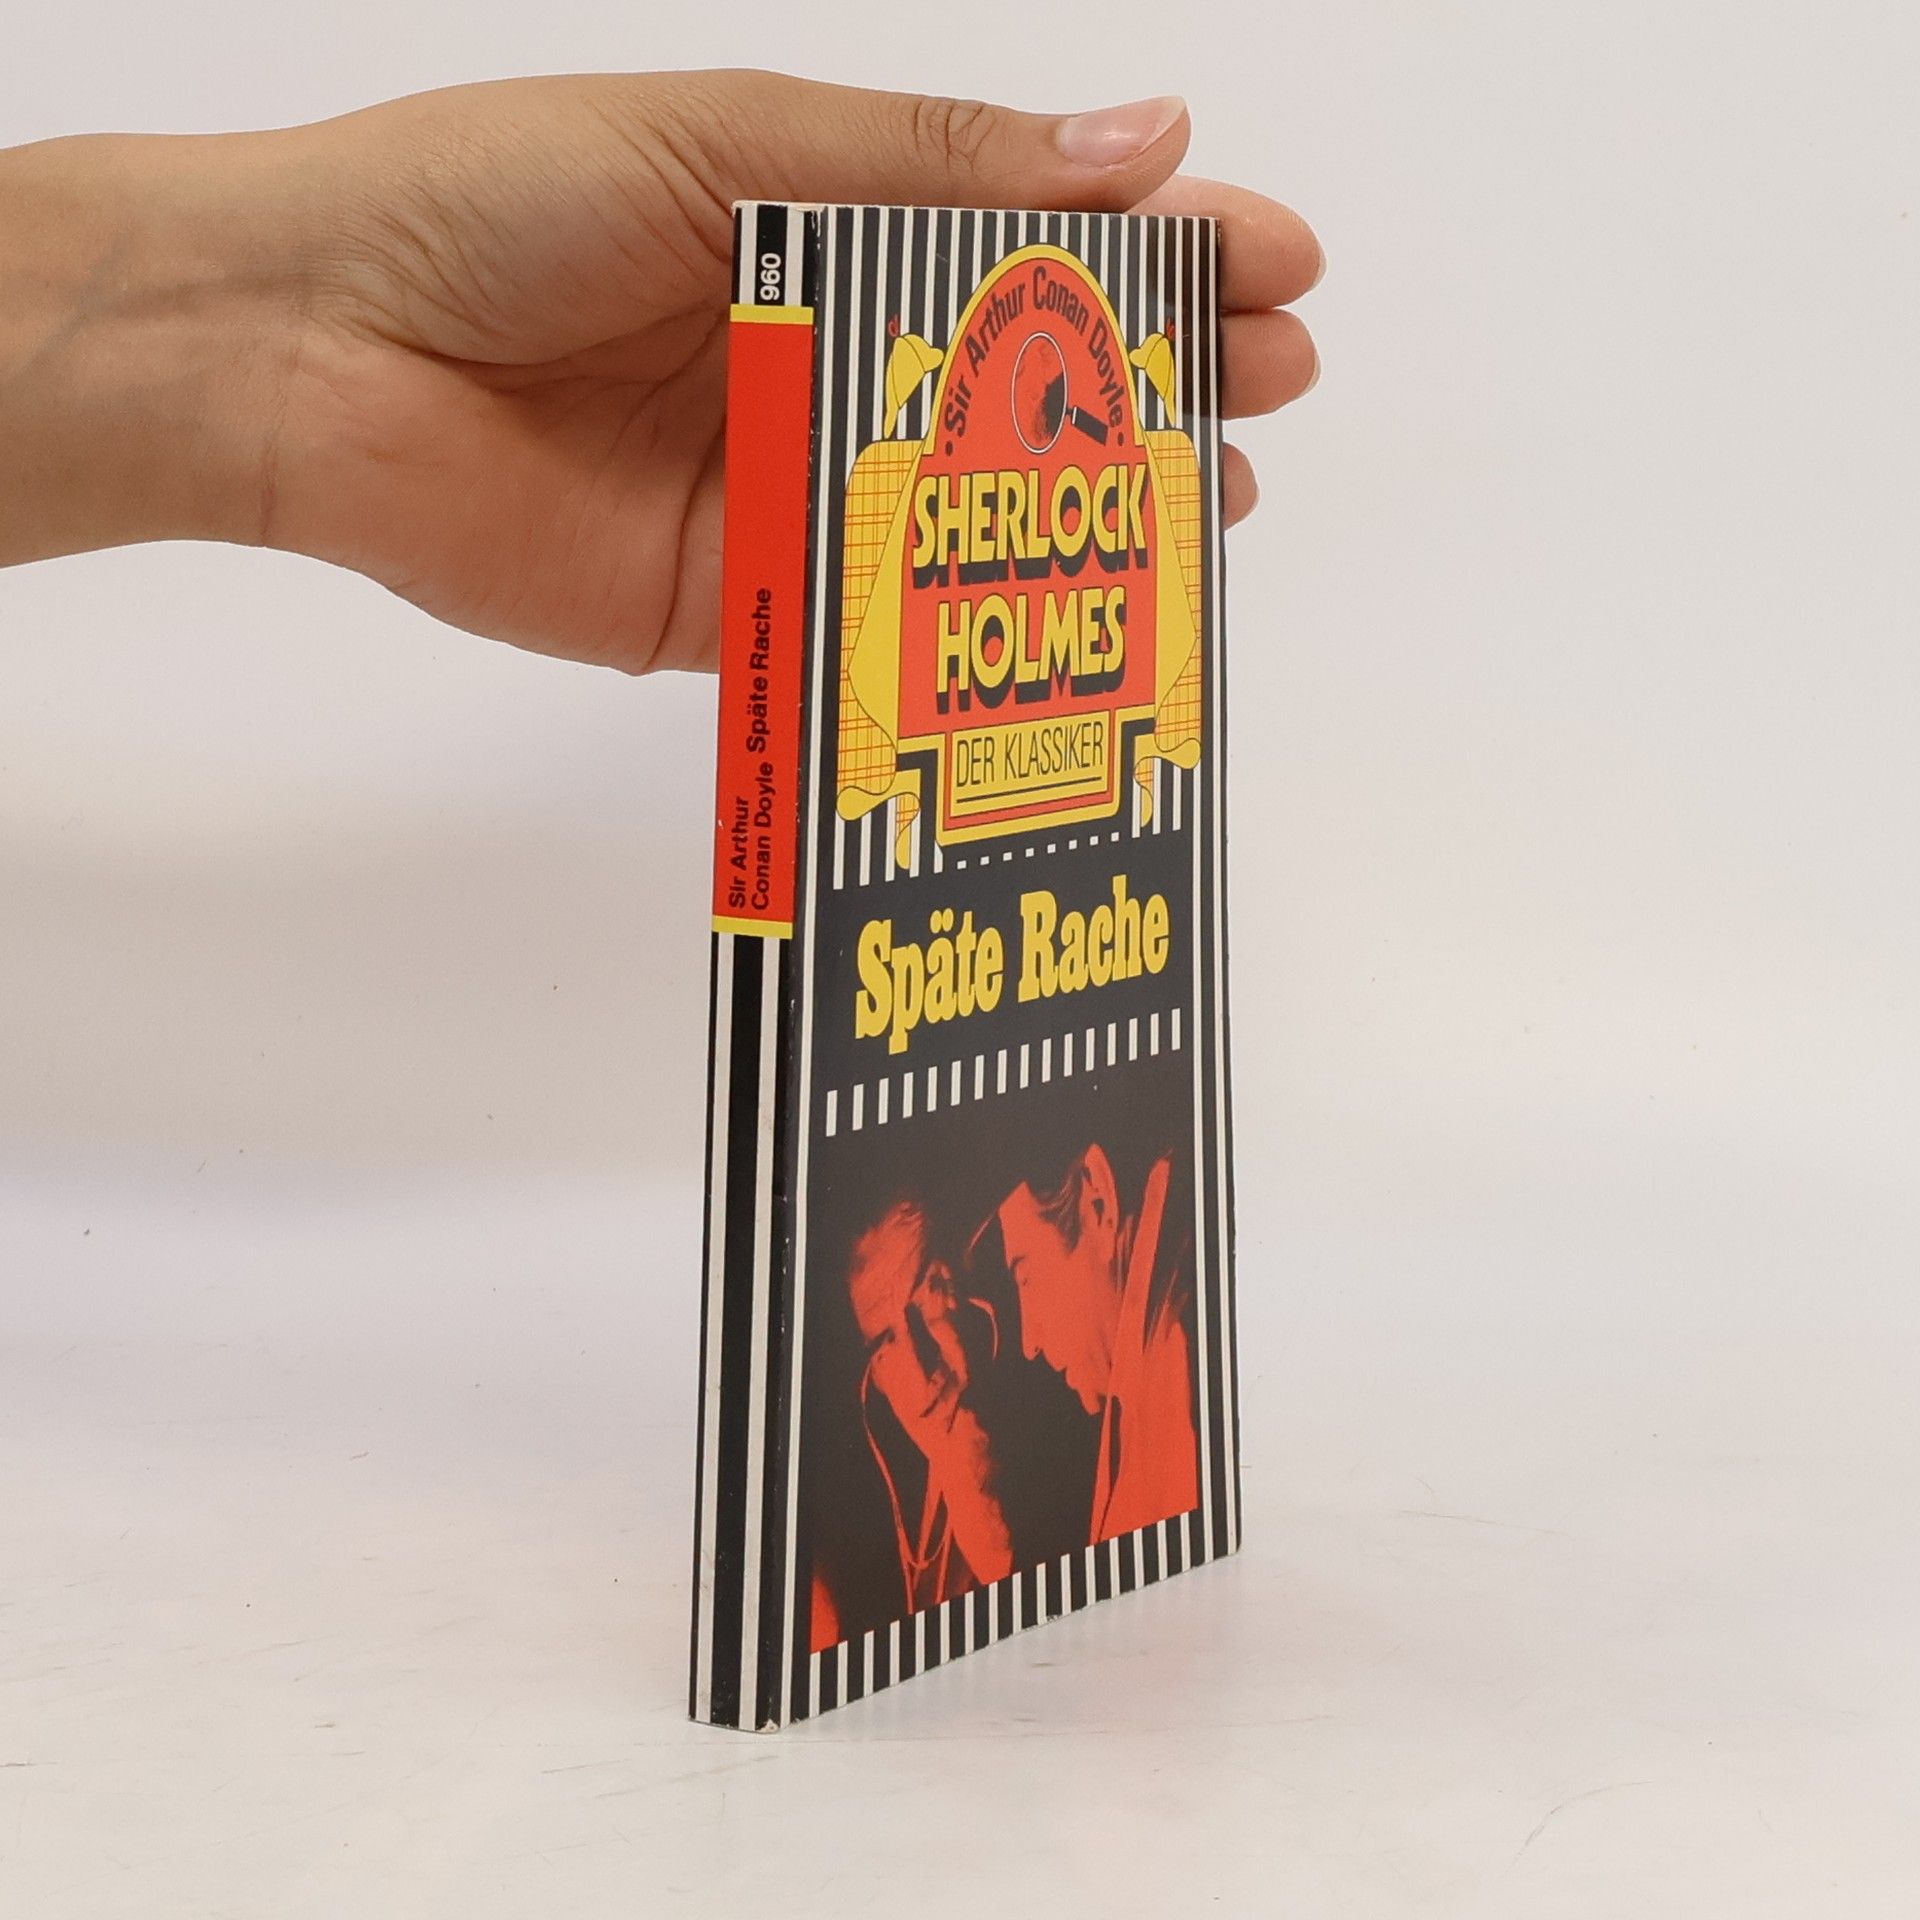 960
Sir Arthur
Conan Doyle Späte Rache
• Sir Arthur Conan Doyle •
SHERLOCK
HOLMES
DER KLASSIKER
Späte Rache